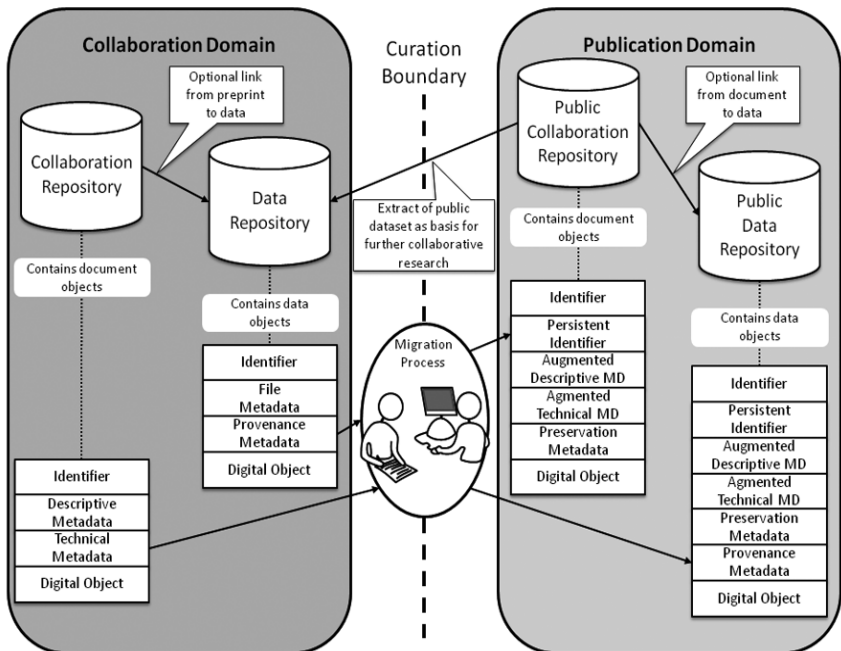 Collaboration Domain
Optional link
from preprint
to data
Collaboration
Repository
Data
Repository
Contains document
objects
Contains data
objects
Identifier
File
Metadata
Provenance
Metadata
Digital Object
Identifier
Descriptive
Metadata
Technical
Metadata
Digital Object
Curation
Boundary
Extract of public
dataset as basis for
further collaborative
research
Migration
Process
Publication Domain
Public
Collaboration
Repository
Optional link
from document
to data
Public
Data
Repository
Contains document
objects
Contains data
objects
Identifier
Persistent
Identifier
Augmented
Descriptive MD
Agmented
Technical MD
Preservation
Metadata
Digital Object
Identifier
Persistent
Identifier
Augmented
Descriptive MD
Agmented
Technical MD
Preservation
Metadata
Provenance
Metadata
Digital Object